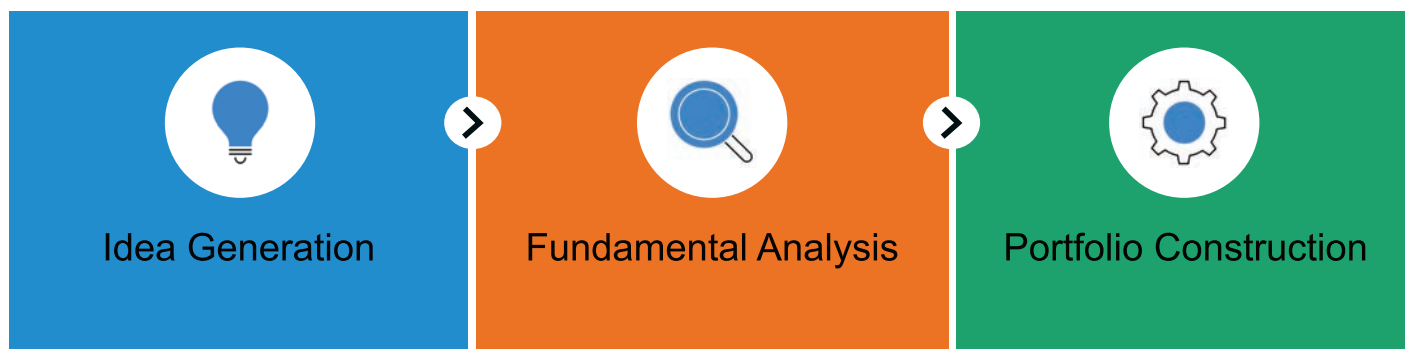 Idea Generation
Fundamental Analysis
Portfolio Construction